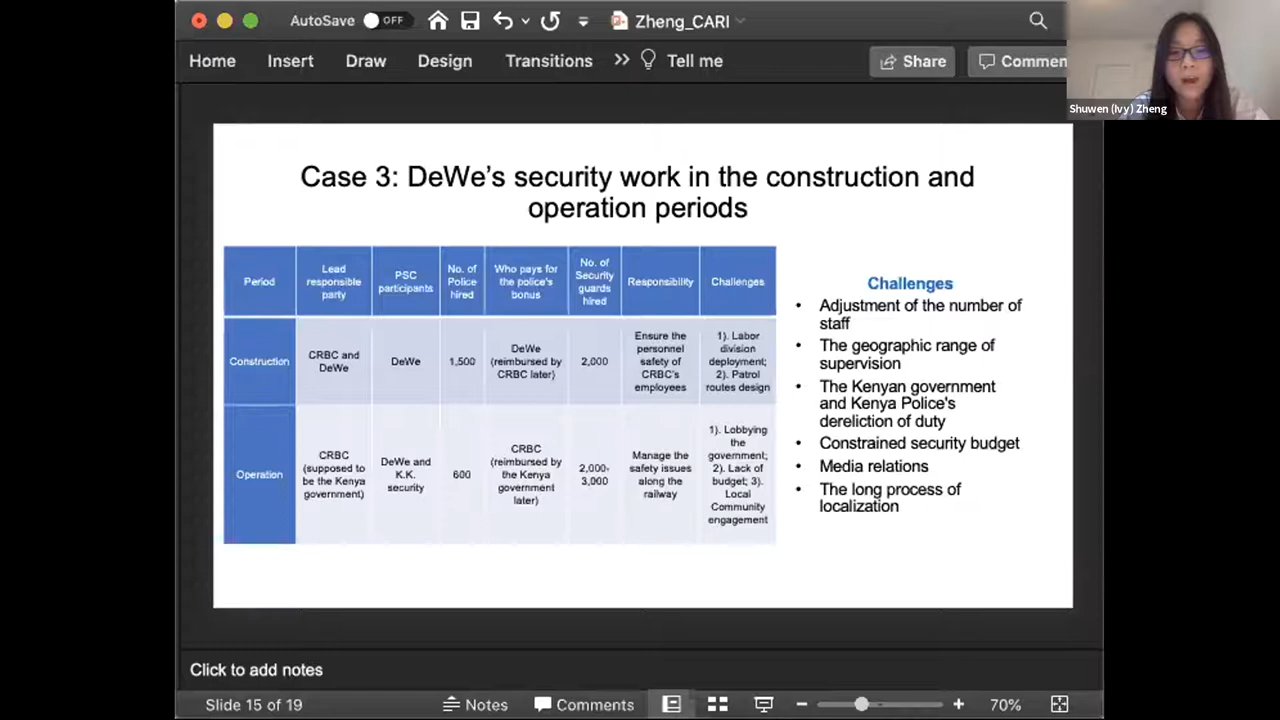 AutoSave OFF
Zheng_CARI
Home Insert Draw Design Transitions >> Tell me
Share
Commen
Shuwen (Ivy) Zheng
Case 3: DeWe's security work in the construction and
operation periods
Period
Lead
responsible
party
PSC
participants
No. of
Police
hired
Who pays for
the police's
bonus
No. of
Security
guards
hired
Responsibility
Challenges
Construction
CRBC and
DeWe
DeWe
1,500
DeWe
(reimbursed by
CRBC later)
2,000
Ensure the
personnel
safety of
CRBC's
employees
1). Labor
division
deployment;
2). Patrol
routes design
Operation
CRBC
(supposed to
be the Kenya
government)
DeWe and
K.K.
security
600
CRBC
(reimbursed by
the Kenya
government
later)
2,000-
3,000
Manage the
safety issues
along the
railway
1). Lobbying
the
government;
2). Lack of
budget; 3).
Local
Community
engagement
Challenges
• Adjustment of the number of
staff
• The geographic range of
supervision
• The Kenyan government
and Kenya Police's
dereliction of duty
• Constrained security budget
• Media relations
• The long process of
localization
Click to add notes
Slide 15 of 19
Notes
Comments
70%